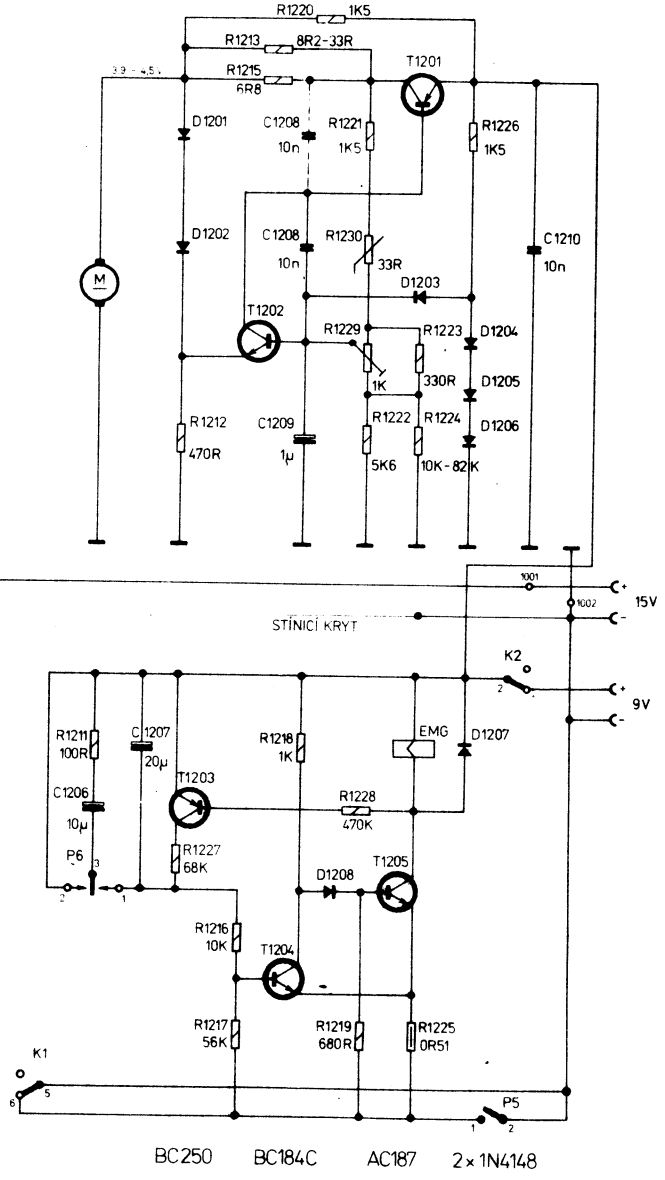 R1220 1K5
R1213 8R2-33R
T1201
3,9 - 4,5V
R1215
6R8
D1201
C1208
10n
R1221
1K5
R1226
1K5
D1202
C1208
10n
R1230
33R
C1210
10n
D1203
M
T1202
R1229
1K
R1223
330R
D1204
D1205
R1212
470R
C1209
1µ
R1222
5K6
R1224
10K-82K
D1206
1001
+
1002
15V
-
STÍNICÍ KRYT
K2
2
+
9V
-
R1211
100R
C1207
20µ
R1218
1K
EMG
D1207
T1203
C1206
10µ
R1228
470K
P6
3
R1227
68K
2
1
D1208
T1205
R1216
10K
T1204
R1217
56K
R1219
680R
R1225
0R51
K1
6
5
P5
1
2
BC250 BC184C AC187 2x1N4148